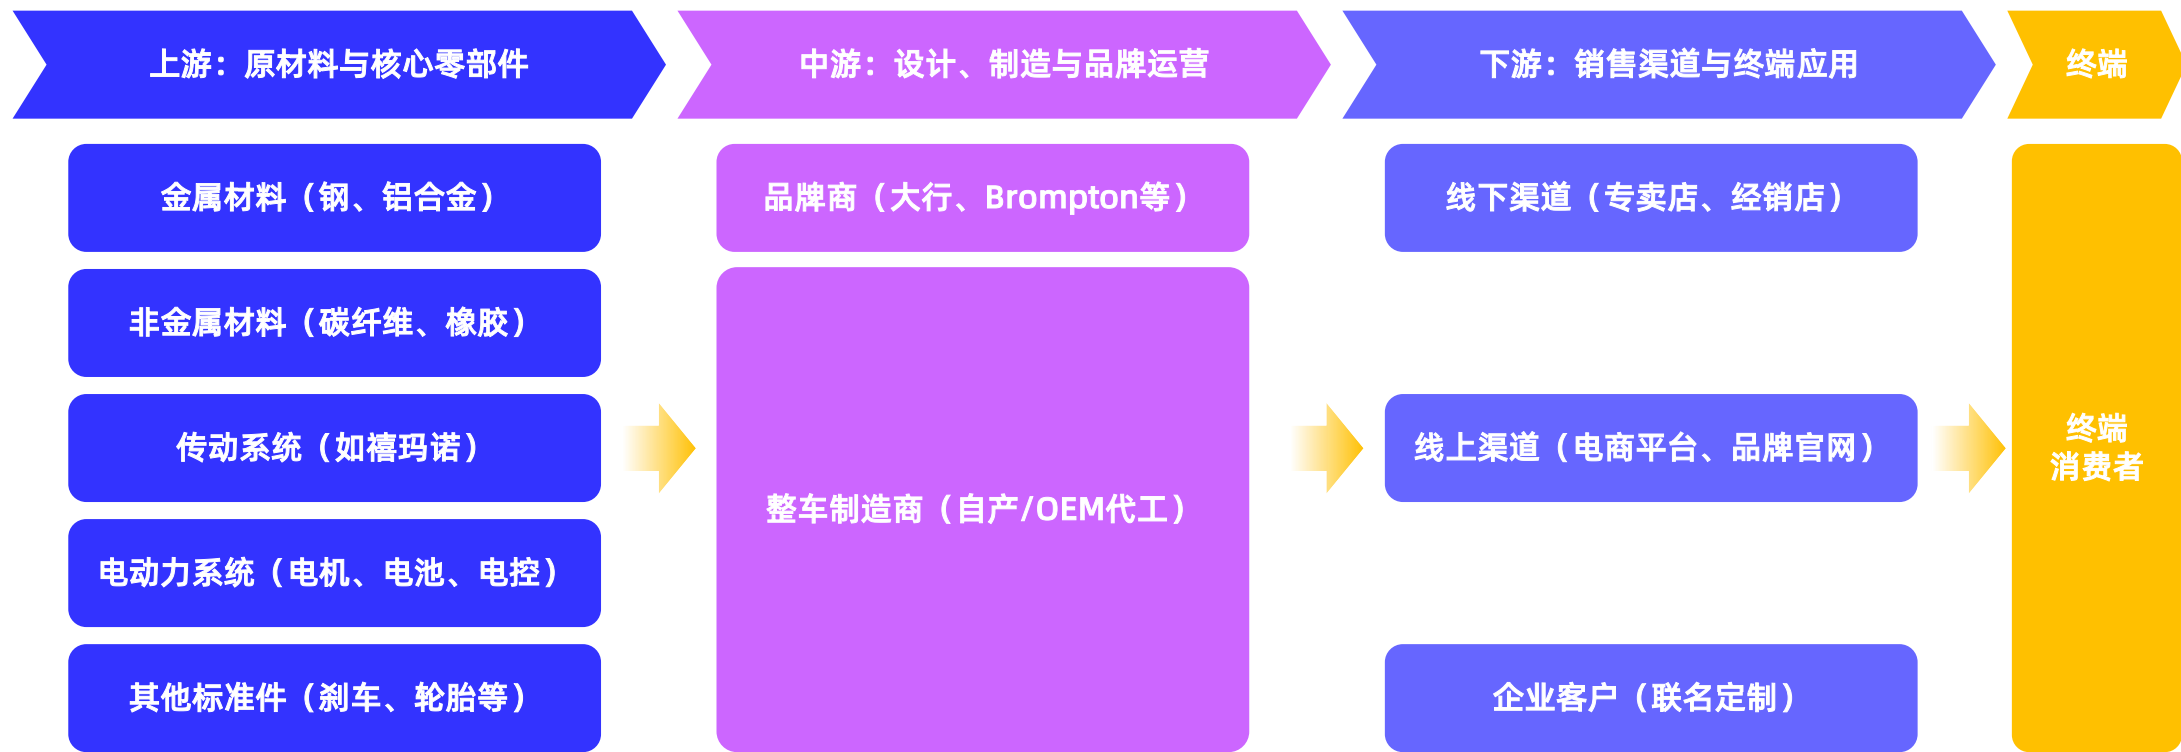 上游：原材料与核心零部件
中游：设计、制造与品牌运营
下游：销售渠道与终端应用
终端
金属材料（钢、铝合金）
非金属材料（碳纤维、橡胶）
传动系统（如禧玛诺）
电动力系统（电机、电池、电控）
其他标准件（刹车、轮胎等）
品牌商（大行、Brompton等）
整车制造商（自产/OEM代工）
线下渠道（专卖店、经销店）
线上渠道（电商平台、品牌官网）
企业客户（联名定制）
终端
消费者